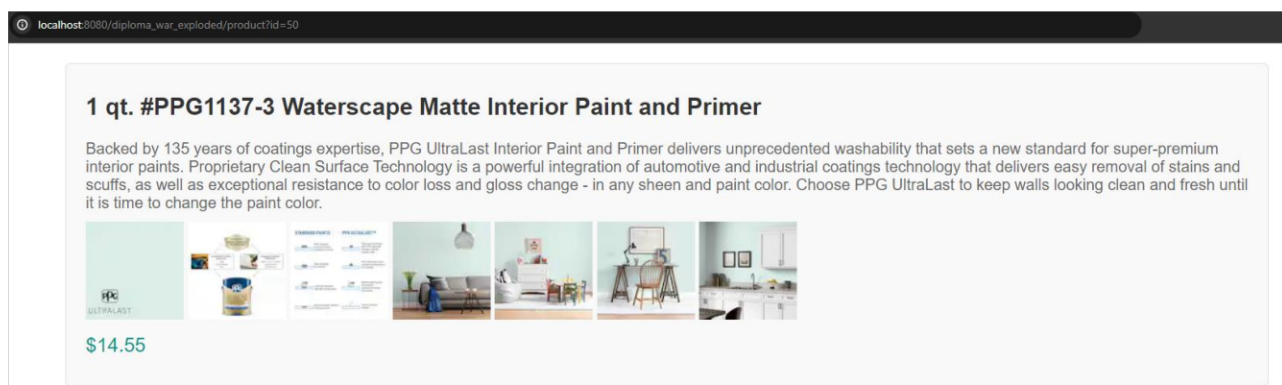 localhost:8080/diploma_war_exploded/product?id=50
1 qt. #PPG1137-3 Waterscape Matte Interior Paint and Primer
Backed by 135 years of coatings expertise, PPG UltraLast Interior Paint and Primer delivers unprecedented washability that sets a new standard for super-premium
interior paints. Proprietary Clean Surface Technology is a powerful integration of automotive and industrial coatings technology that delivers easy removal of stains and
scuffs, as well as exceptional resistance to color loss and gloss change - in any sheen and paint color. Choose PPG UltraLast to keep walls looking clean and fresh until
it is time to change the paint color.
STANDARD PAINTS PPG ULTRALAST™
PPG
ULTRALAST
$14.55